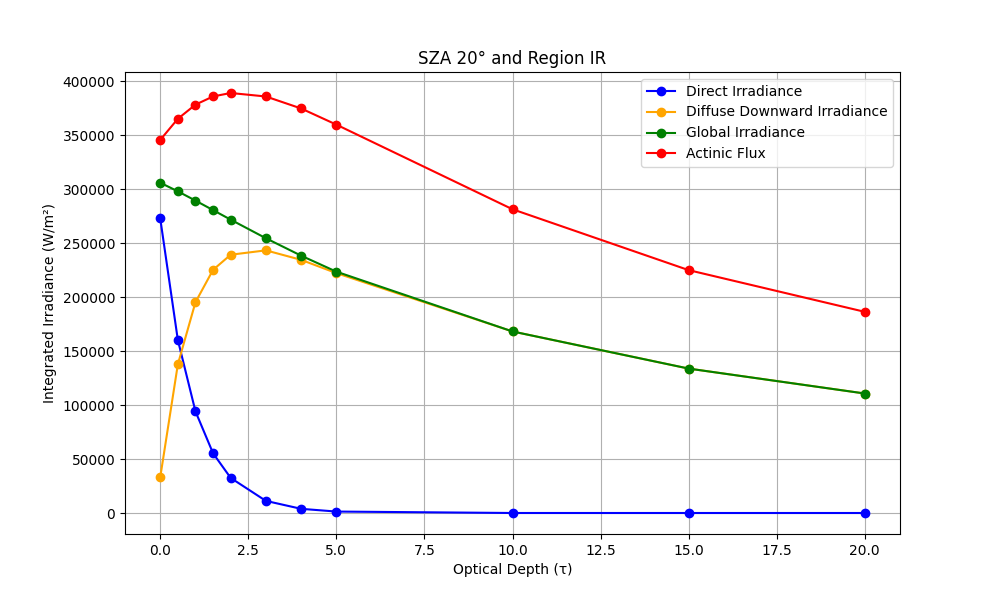 SZA 20° and Region IR
Integrated Irradiance (W/m²)
400000
350000
300000
250000
200000
150000
100000
50000
0
Direct Irradiance
Diffuse Downward Irradiance
Global Irradiance
Actinic Flux
0.0 2.5 5.0 7.5 10.0 12.5 15.0 17.5 20.0
Optical Depth (τ)